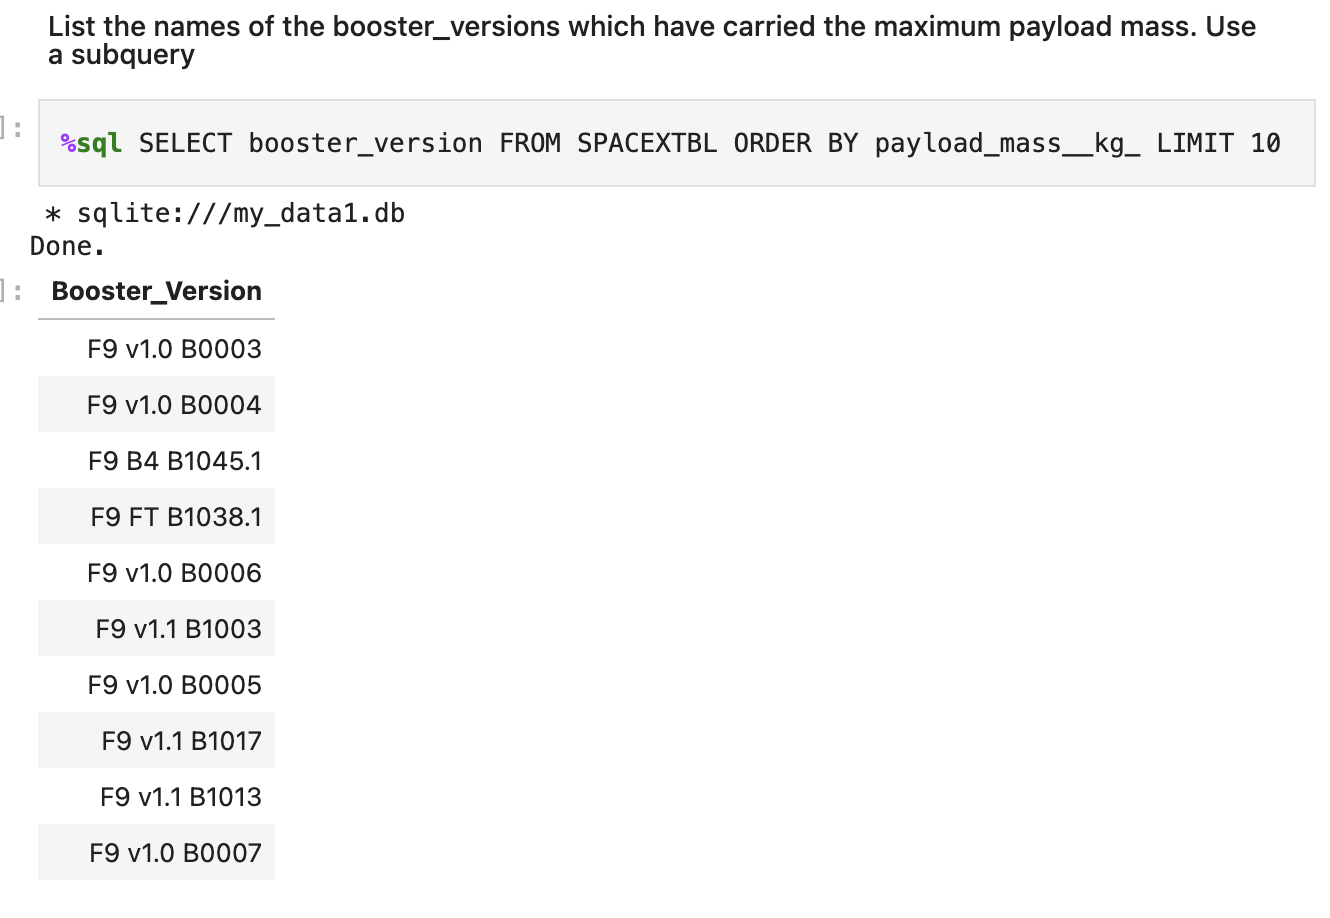 List the names of the booster_versions which have carried the maximum payload mass. Use
a subquery
]:
%sql SELECT booster_version FROM SPACEXTBL ORDER BY payload_mass__kg_ LIMIT 10
* sqlite:///my_data1.db
Done.
]:
Booster_Version
F9 v1.0 B0003
F9 v1.0 B0004
F9 B4 B1045.1
F9 FT B1038.1
F9 v1.0 B0006
F9 v1.1 B1003
F9 v1.0 B0005
F9 v1.1 B1017
F9 v1.1 B1013
F9 v1.0 B0007